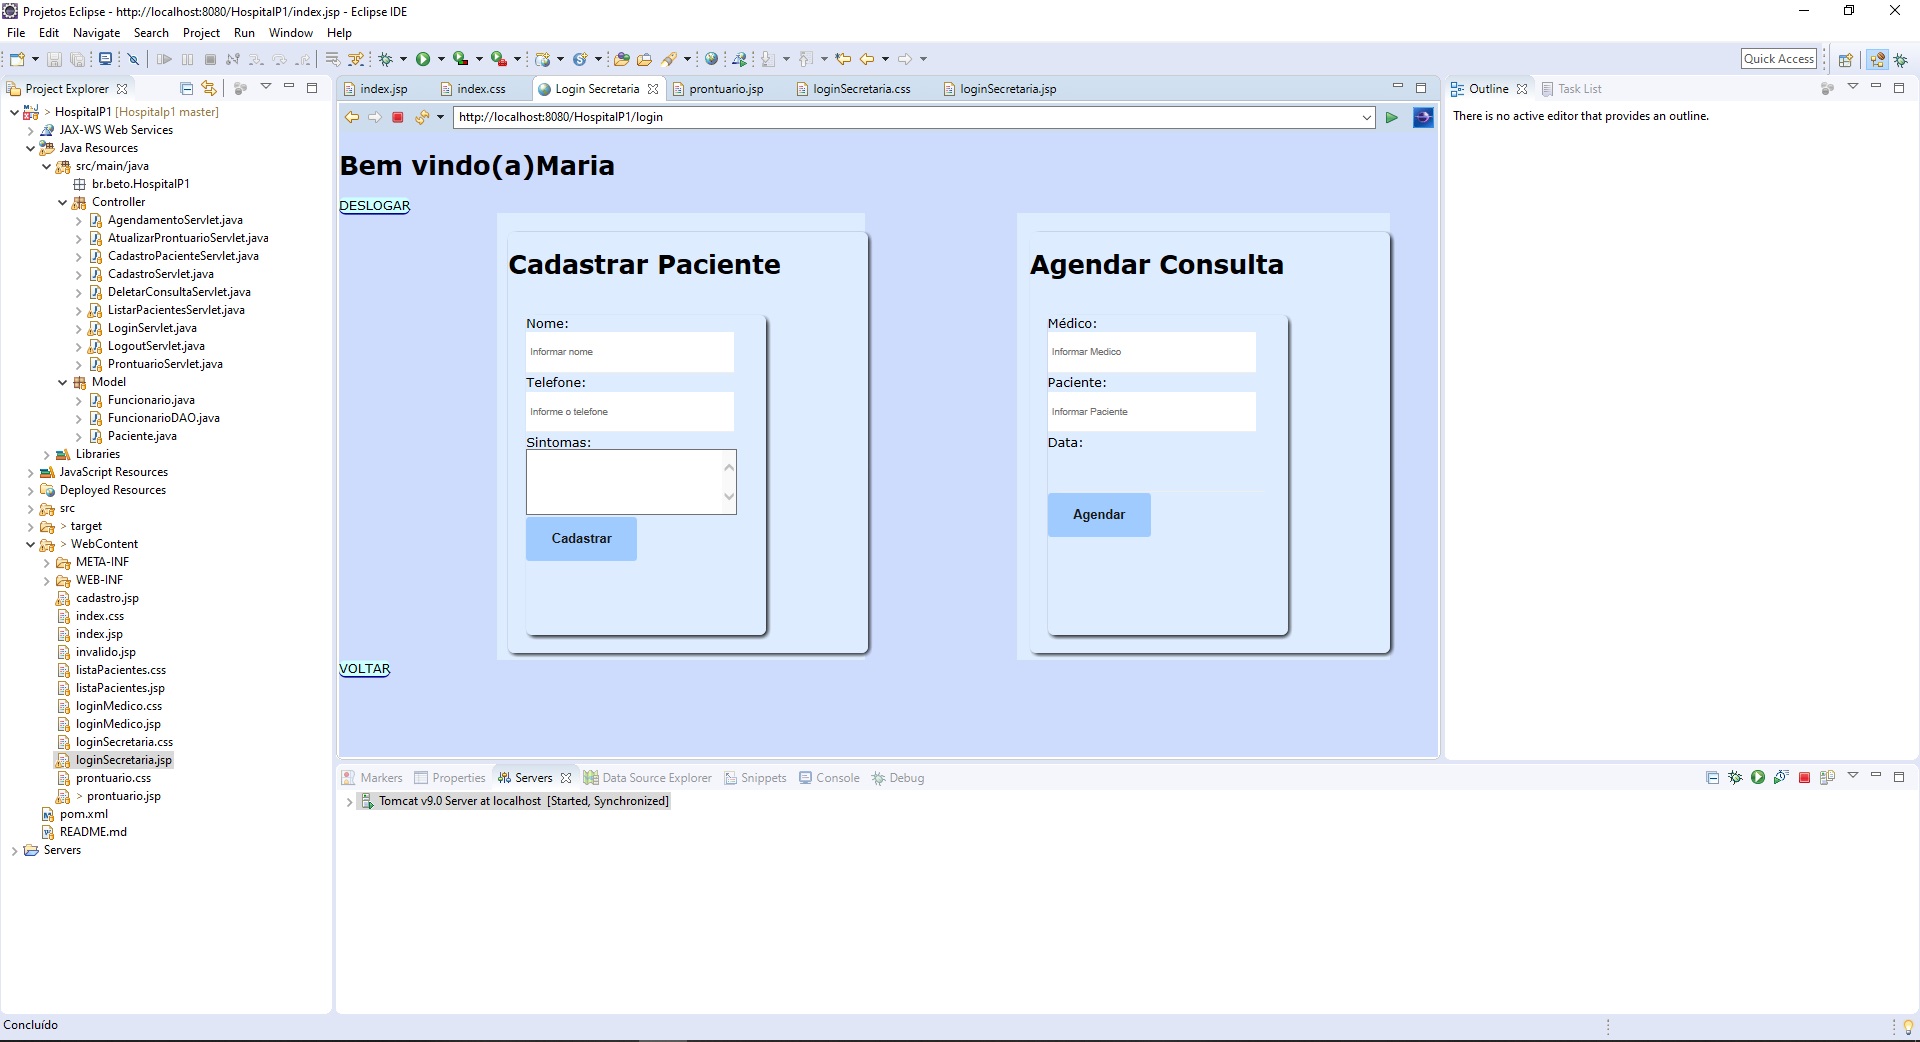 Projetos Eclipse - http://localhost:8080/HospitalP1/index.jsp - Eclipse IDE
File Edit Navigate Search Project Run Window Help
Quick Access
Project Explorer
> HospitalP1 [Hospitalp1 master]
JAX-WS Web Services
Java Resources
src/main/java
br.beto.HospitalP1
Controller
AgendamentoServlet.java
AtualizarProntuarioServlet.java
CadastroPacienteServlet.java
CadastroServlet.java
DeletarConsultaServlet.java
ListarPacientesServlet.java
LoginServlet.java
LogoutServlet.java
ProntuarioServlet.java
Model
Funcionario.java
FuncionarioDAO.java
Paciente.java
Libraries
JavaScript Resources
Deployed Resources
src
> target
> WebContent
META-INF
WEB-INF
cadastro.jsp
index.css
index.jsp
invalido.jsp
listaPacientes.css
listaPacientes.jsp
loginMedico.css
loginMedico.jsp
loginSecretaria.css
loginSecretaria.jsp
prontuario.css
> prontuario.jsp
pom.xml
README.md
Servers
index.jsp index.css Login Secretaria prontuario.jsp loginSecretaria.css loginSecretaria.jsp
http://localhost:8080/HospitalP1/login
Bem vindo(a)Maria
DESLOGAR
Cadastrar Paciente
Nome:
Informar nome
Telefone:
Informe o telefone
Sintomas:
Cadastrar
Agendar Consulta
Médico:
Informar Medico
Paciente:
Informar Paciente
Data:
Agendar
VOLTAR
Outline Task List
There is no active editor that provides an outline.
Markers Properties Servers Data Source Explorer Snippets Console Debug
Tomcat v9.0 Server at localhost [Started, Synchronized]
Concluído